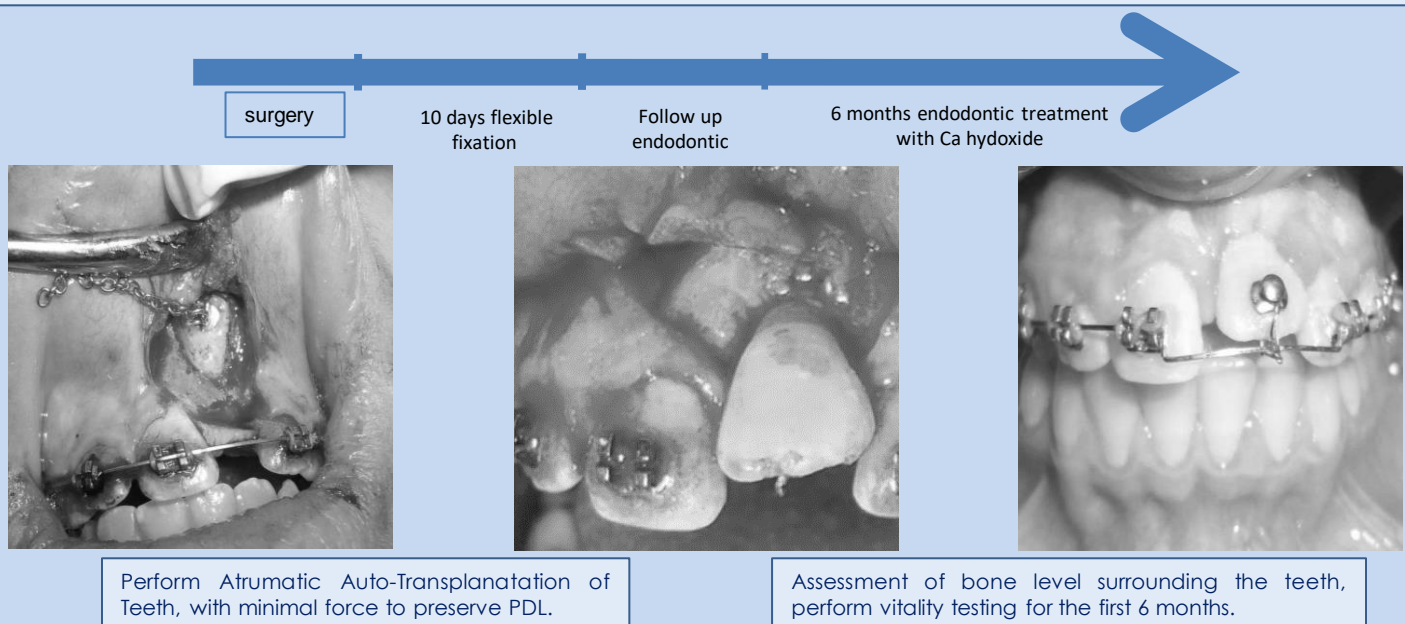 surgery
10 days flexible
fixation
Follow up
endodontic
6 months endodontic treatment
with Ca hydoxide
Perform Atrumatic Auto-Transplanatation of
Teeth, with minimal force to preserve PDL.
Assessment of bone level surrounding the teeth,
perform vitality testing for the first 6 months.